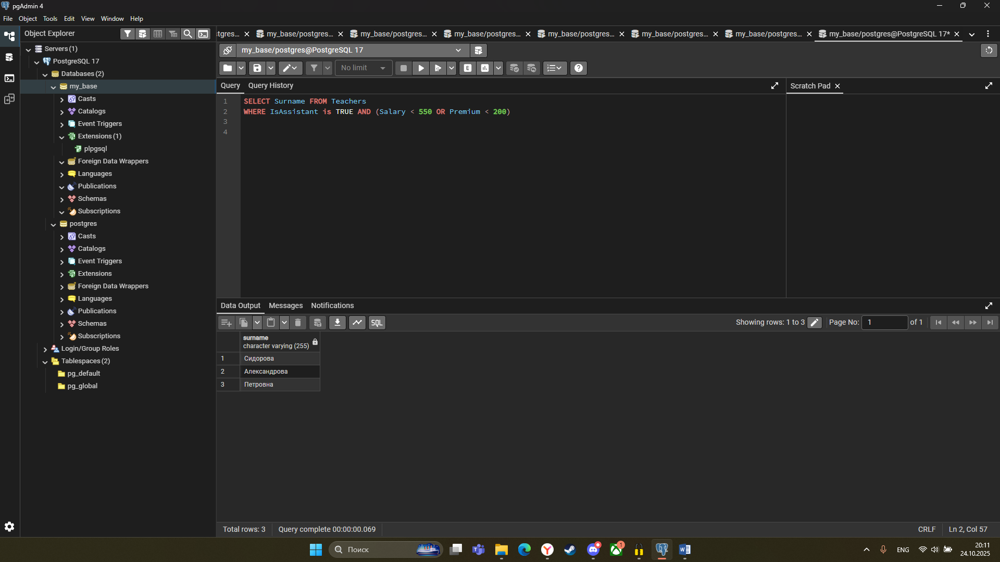 pgAdmin 4
File Object Tools Edit View Window Help
Object Explorer
tgres... my_base/postgres... my_base/postgres... my_base/postgres... my_base/postgres... my_base/postgres... my_base/postgres... my_base/postgres@PostgreSQL 17*
Servers (1)
PostgreSQL 17
Databases (2)
my_base
Casts
Catalogs
Event Triggers
Extensions (1)
plpgsql
Foreign Data Wrappers
Languages
Publications
Schemas
Subscriptions
postgres
Casts
Catalogs
Event Triggers
Extensions
Foreign Data Wrappers
Languages
Publications
Schemas
Subscriptions
Login/Group Roles
Tablespaces (2)
pg_default
pg_global
my_base/postgres@PostgreSQL 17
No limit
E
Query Query History
Scratch Pad
1 SELECT Surname FROM Teachers
2 WHERE IsAssistant is TRUE AND (Salary < 550 OR Premium < 200)
3
4
Data Output Messages Notifications
SQL
Showing rows: 1 to 3 Page No: 1 of 1
surname
character varying (255)
1 Сидорова
2 Александрова
3 Петровна
Total rows: 3 Query complete 00:00:00.069
CRLF Ln 2, Col 57
Поиск
1
ENG
20:11
24.10.2025